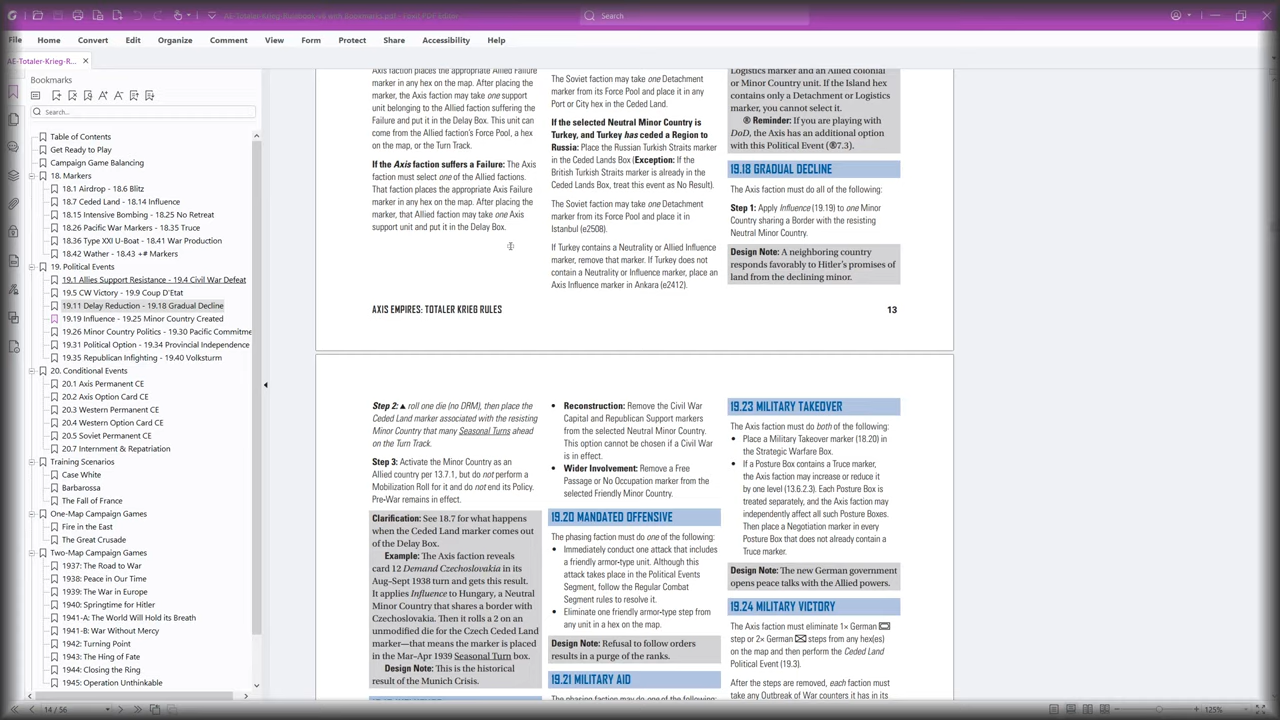 AE-Totaler-Krieg-Rulebook-v6 with Bookmarks.pdf - Foxit PDF Editor
Search
File
Home
Convert
Edit
Organize
Comment
View
Form
Protect
Share
Accessibility
Help
AE-Totaler-Krieg-R...
Bookmarks
Search...
Table of Contents
Get Ready to Play
Campaign Game Balancing
18. Markers
18.1 Airdrop - 18.6 Blitz
18.7 Ceded Land - 18.14 Influence
18.15 Intensive Bombing - 18.25 No Retreat
18.26 Pacific War Markers - 18.35 Truce
18.36 Type XXI U-Boat - 18.41 War Production
18.42 Wather - 18.43 +# Markers
19. Political Events
19.1 Allies Support Resistance - 19.4 Civil War Defeat
19.5 CW Victory - 19.9 Coup D'Etat
19.11 Delay Reduction - 19.18 Gradual Decline
19.19 Influence - 19.25 Minor Country Created
19.26 Minor Country Politics - 19.30 Pacific Commitme
19.31 Political Option - 19.34 Provincial Independence
19.35 Republican Infighting - 19.40 Volksturm
20. Conditional Events
20.1 Axis Permanent CE
20.2 Axis Option Card CE
20.3 Western Permanent CE
20.4 Western Option Card CE
20.5 Soviet Permanent CE
20.7 Internment & Repatriation
Training Scenarios
Case White
Barbarossa
The Fall of France
One-Map Campaign Games
Fire in the East
The Great Crusade
Two-Map Campaign Games
1937: The Road to War
1938: Peace in Our Time
1939: The War in Europe
1940: Springtime for Hitler
1941-A: The World Will Hold its Breath
1941-B: War Without Mercy
1942: Turning Point
1943: The Hing of Fate
1944: Closing the Ring
1945: Operation Unthinkable
14 / 56
Axis faction places the appropriate Allied Failure
marker in any hex on the map. After placing the
marker, the Axis faction may take one support
unit belonging to the Allied faction suffering the
Failure and put it in the Delay Box. This unit can
come from the Allied faction's Force Pool, a hex
on the map, or the Turn Track.
If the Axis faction suffers a Failure: The Axis
faction must select one of the Allied factions.
That faction places the appropriate Axis Failure
marker in any hex on the map. After placing the
marker, that Allied faction may take one Axis
support unit and put it in the Delay Box.
The Soviet faction may take one Detachment
marker from its Force Pool and place it in any
Port or City hex in the Ceded Land.
If the selected Neutral Minor Country is
Turkey, and Turkey has ceded a Region to
Russia: Place the Russian Turkish Straits marker
in the Ceded Lands Box (Exception: If the
British Turkish Straits marker is already in the
Ceded Lands Box, treat this event as No Result).
The Soviet faction may take one Detachment
marker from its Force Pool and place it in
Istanbul (e2508).
If Turkey contains a Neutrality or Allied Influence
marker, remove that marker. If Turkey does not
contain a Neutrality or Influence marker, place an
Axis Influence marker in Ankara (e2412).
Logistics marker and an Allied colonial
or Minor Country unit. If the Island hex
contains only a Detachment or Logistics
marker, you cannot select it.
® Reminder: If you are playing with
DoD, the Axis has an additional option
with this Political Event (®7.3).
19.18 GRADUAL DECLINE
The Axis faction must do all of the following:
Step 1: Apply Influence (19.19) to one Minor
Country sharing a Border with the resisting
Neutral Minor Country.
Design Note: A neighboring country
responds favorably to Hitler's promises of
land from the declining minor.
AXIS EMPIRES: TOTALER KRIEG RULES
13
Step 2: ▲ roll one die (no DRM), then place the
Ceded Land marker associated with the resisting
Minor Country that many Seasonal Turns ahead
on the Turn Track.
Step 3: Activate the Minor Country as an
Allied country per 13.7.1, but do not perform a
Mobilization Roll for it and do not end its Policy.
Pre-War remains in effect.
Clarification: See 18.7 for what happens
when the Ceded Land marker comes out
of the Delay Box.
Example: The Axis faction reveals
card 12 Demand Czechoslovakia in its
Aug-Sept 1938 turn and gets this result.
It applies Influence to Hungary, a Neutral
Minor Country that shares a border with
Czechoslovakia. Then it rolls a 2 on an
unmodified die for the Czech Ceded Land
marker—that means the marker is placed
in the Mar-Apr 1939 Seasonal Turn box.
Design Note: This is the historical
result of the Munich Crisis.
• Reconstruction: Remove the Civil War
Capital and Republican Support markers
from the selected Neutral Minor Country.
This option cannot be chosen if a Civil War
is in effect.
• Wider Involvement: Remove a Free
Passage or No Occupation marker from the
selected Friendly Minor Country.
19.20 MANDATED OFFENSIVE
The phasing faction must do one of the following:
• Immediately conduct one attack that includes
a friendly armor-type unit. Although this
attack takes place in the Political Events
Segment, follow the Regular Combat
Segment rules to resolve it.
• Eliminate one friendly armor-type step from
any unit in a hex on the map.
Design Note: Refusal to follow orders
results in a purge of the ranks.
19.21 MILITARY AID
The phasing faction may do one of the following:
19.23 MILITARY TAKEOVER
The Axis faction must do both of the following:
• Place a Military Takeover marker (18.20) in
the Strategic Warfare Box.
• If a Posture Box contains a Truce marker,
the Axis faction may increase or reduce it
by one level (13.6.2.3). Each Posture Box is
treated separately, and the Axis faction may
independently affect all such Posture Boxes.
Then place a Negotiation marker in every
Posture Box that does not already contain a
Truce marker.
Design Note: The new German government
opens peace talks with the Allied powers.
19.24 MILITARY VICTORY
The Axis faction must eliminate 1× German
step or 2× German steps from any hex(es)
on the map and then perform the Ceded Land
Political Event (19.3).
After the steps are removed, each faction must
take any Outbreak of War counters it has in its
125%